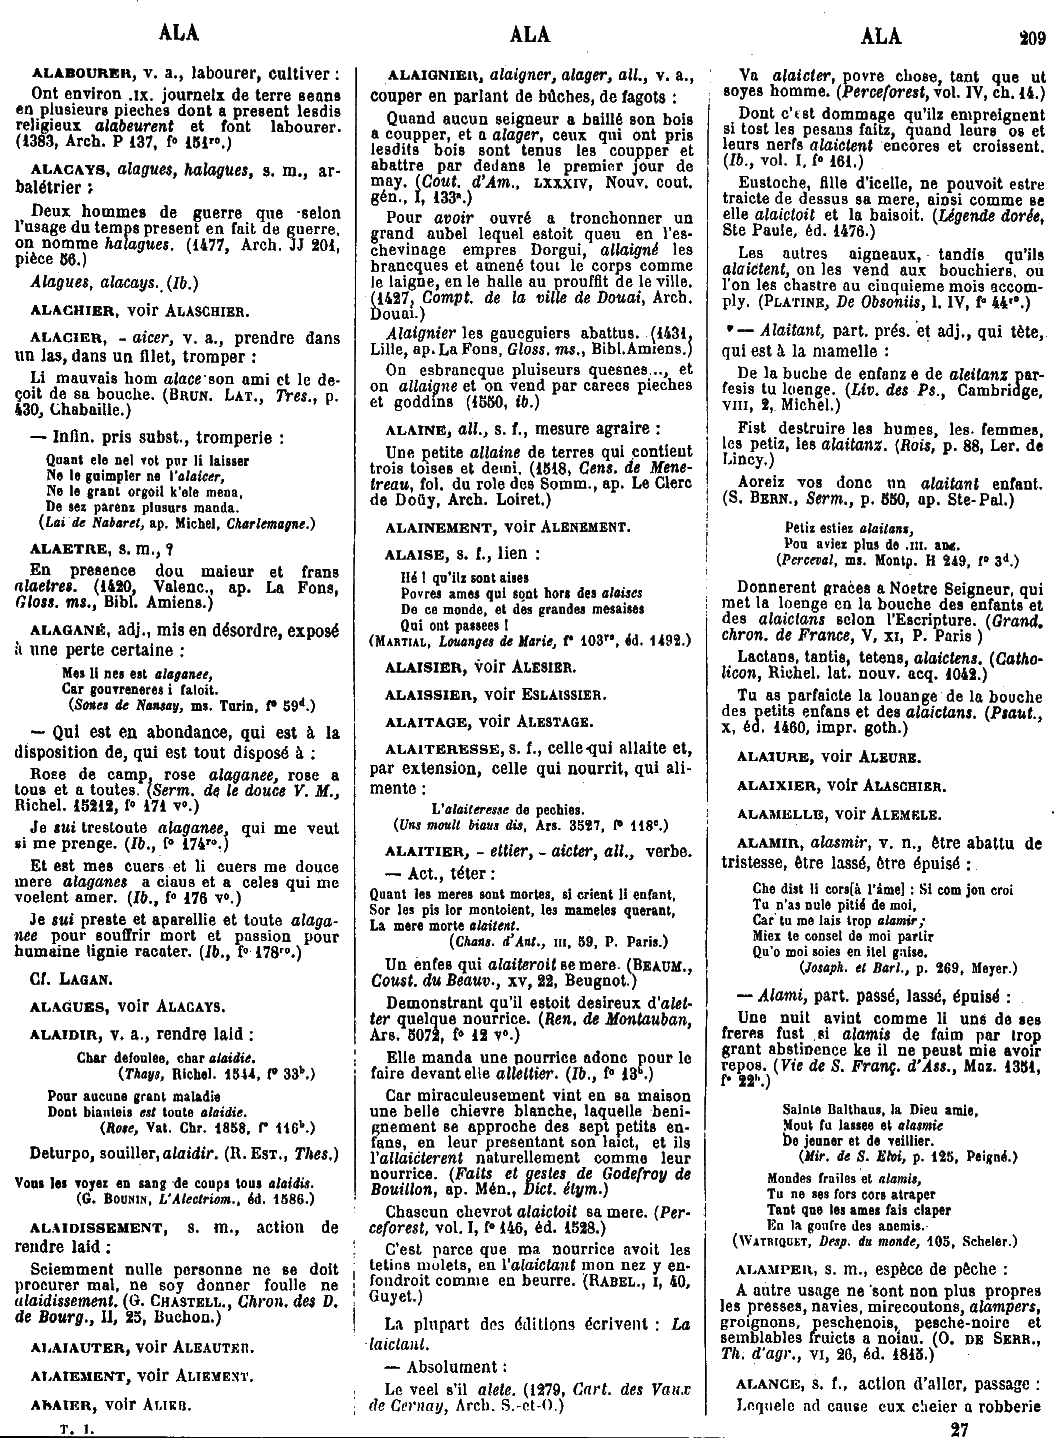 ALA
ALA
ALA
209
ALABOURER, v. a., labourer, cultiver :
Ont environ .IX. journelx de terre seans
en plusieurs pieches dont a present lesdis
religieux alabeurent et font labourer.
(1383, Arch. P 137, f° 151ro.)
ALACAYS, alagues, halagues, s. m., ar-
balétrier :
Deux hommes de guerre que selon
l'usage du temps present en fait de guerre,
on nomme halagues. (1477, Arch. JJ 201,
pièce 56.)
Alagues, alacays. (Ib.)
ALACHIER, voir ALASCHIER.
ALACIER, - aicer, v. a., prendre dans
un las, dans un filet, tromper :
Li mauvais hom alace son ami et le de-
çoit de sa bouche. (BRUN. LAT., Tres., p.
430, Chabaille.)
— Infin. pris subst., tromperie :
Quant ele nel vot pur li laisser
Ne le guimpler ne l'alaicer,
Ne le grant orgoil k'ele mena,
De sez parenz plusurs manda.
(Lai de Nabaret, ap. Michel, Charlemagne.)
ALAETRE, s. m., ?
En presence dou maieur et frans
alaetres. (1420, Valenc., ap. La Fons,
Gloss. ms., Bibl. Amiens.)
ALAGANÉ, adj., mis en désordre, exposé
à une perte certaine :
Mes li nes est alaganee,
Car gouvreneres i faloit.
(Sones de Nansay, ms. Turin, f° 59d.)
— Qui est en abondance, qui est à la
disposition de, qui est tout disposé à :
Rose de camp, rose alaganee, rose a
tous et a toutes. (Serm. de le douce V. M.,
Richel. 15212, f° 171 v°.)
Je sui trestoute alaganee, qui me veut
si me prenge. (Ib., f° 174ro.)
Et est mes cuers et li cuers me douce
mere alaganes a ciaus et a celes qui me
voelent amer. (Ib., f° 176 v°.)
Je sui preste et aparellie et toute alaga-
nee pour souffrir mort et passion pour
humaine lignie racater. (Ib., f° 178ro.)
Cf. LAGAN.
ALAGUES, voir ALACAYS.
ALAIDIR, v. a., rendre laid :
Char defoulee, char alaidie.
(Thays, Richel. 1544, f° 33b.)
Pour aucune grant maladie
Dont biauteis est toute alaidie.
(Rose, Vat. Chr. 1858, f° 116b.)
Deturpo, souiller, alaidir. (R. EST., Thes.)
Vous les voyez en sang de coups tous alaidis.
(G. BOUNIN, L'Alectriom., éd. 1586.)
ALAIDISSEMENT, s. m., action de
rendre laid :
Sciemment nulle personne ne se doit
procurer mal, ne soy donner foulle ne
alaidissement. (G. CHASTELL., Chron. des D.
de Bourg., II, 25, Buchon.)
ALAIAUTER, voir ALEAUTER.
ALAIEMENT, voir ALIEMENT.
ALAIER, voir ALIER.
T. I.
ALAIGNIER, alaigner, alager, all., v. a.,
couper en parlant de bûches, de fagots :
Quand aucun seigneur a baillé son bois
a coupper, et a alager, ceux qui ont pris
lesdits bois sont tenus les coupper et
abattre par dedans le premier jour de
may. (Cout. d'Am., LXXXIV, Nouv. cout.
gén., I, 133a.)
Pour avoir ouvré a tronchonner un
grand aubel lequel estoit queu en l'es-
chevinage empres Dorgui, allaigné les
brancques et amené tout le corps comme
le laigne, en le halle au prouffit de le ville.
(1427, Compt. de la ville de Douai, Arch.
Douai.)
Alaignier les gaucguiers abattus. (1431,
Lille, ap. La Fons, Gloss. ms., Bibl. Amiens.)
On esbrancque pluiseurs quesnes..., et
on allaigne et on vend par carees pieches
et goddins (1550, ib.)
ALAINE, all., s. f., mesure agraire :
Une petite allaine de terres qui contient
trois toises et demi. (1518, Cens. de Mene-
treau, fol. du role des Somm., ap. Le Clerc
de Doüy, Arch. Loiret.)
ALAINEMENT, voir ALENEMENT.
ALAISE, s. f., lien :
Hé ! qu'ilz sont aises
Povres ames qui sont hors des alaises
De ce monde, et des grandes mesaises
Qui ont passees !
(MARTIAL, Louanges de Marie, f° 103ro, éd. 1492.)
ALAISIER, voir ALESIER.
ALAISSIER, voir ESLAISSIER.
ALAITAGE, voir ALESTAGE.
ALAITERESSE, s. f., celle qui allaite et,
par extension, celle qui nourrit, qui ali-
mente :
L'alaiteresse de pechies.
(Uns moult biaus dis, Ars. 3527, f° 118c.)
ALAITIER, - ettier, - aicter, all., verbe.
— Act., téter :
Quant les meres sont mortes, si crient li enfant,
Sor les pis lor montoient, les mameles querant,
La mere morte alaitent.
(Chans. d'Ant., III, 59, P. Paris.)
Un enfes qui alaiteroit se mere. (BEAUM.,
Coust. du Beauv., XV, 22, Beugnot.)
Demonstrant qu'il estoit desireux d'alet-
ter quelque nourrice. (Ren. de Montauban,
Ars. 5072, f° 12 v°.)
Elle manda une nourrice adonc pour le
faire devant elle allettier. (Ib., f° 13b.)
Car miraculeusement vint en sa maison
une belle chievre blanche, laquelle beni-
gnement se approche des sept petits en-
fans, en leur presentant son laict, et ils
l'allaicterent naturellement comme leur
nourrice. (Faits et gestes de Godefroy de
Bouillon, ap. Mén., Dict. étym.)
Chascun chevrot alaictoit sa mere. (Per-
ceforest, vol. I, f° 146, éd. 1528.)
C'est parce que ma nourrice avoit les
tetins molets, en l'alaictant mon nez y en-
fondroit comme en beurre. (RABEL., I, 40,
Guyet.)
La plupart des éditions écrivent : La
laictant.
— Absolument :
Le veel s'il alete. (1279, Cart. des Vaux
de Cernay, Arch. S.-et-O.)
Va alaicter, povre chose, tant que ut
soyes homme. (Perceforest, vol. IV, ch. 14.)
Dont c'est dommage qu'ilz empreignent
si tost les pesans faitz, quand leurs os et
leurs nerfs alaictent encores et croissent.
(Ib., vol. I, f° 161.)
Eustoche, fille d'icelle, ne pouvoit estre
traicte de dessus sa mere, ainsi comme se
elle alaictoit et la baisoit. (Légende dorée,
Ste Paule, éd. 1476.)
Les autres aigneaux, tandis qu'ils
alaictent, on les vend aux bouchiers, ou
l'on les chastre au cinquieme mois accom-
ply. (PLATINE, De Obsoniis, l. IV, f° 44ro.)
* — Alaitant, part. prés. et adj., qui tète,
qui est à la mamelle :
De la buche de enfanz e de aleitanz par-
fesis tu loenge. (Liv. des Ps., Cambridge,
VIII, 2, Michel.)
Fist destruire les humes, les femmes,
les petiz, les alaitanz. (Rois, p. 88, Ler. de
Lincy.)
Aoreiz vos donc un alaitant enfant.
(S. BERN., Serm., p. 550, ap. Ste-Pal.)
Petiz estiez alaitans,
Pou aviez plus de .III. anz.
(Perceval, ms. Montp. H 249, f° 3d.)
Donnerent graces a Nostre Seigneur, qui
met la loenge en la bouche des enfants et
des alaictans selon l'Escripture. (Grand.
chron. de France, V, XI, P. Paris )
Lactans, tantis, tetens, alaictens. (Catho-
licon, Richel. lat. nouv. acq. 1042.)
Tu as parfaicte la louange de la bouche
des petits enfans et des alaictans. (Psaut.,
X, éd. 1460, impr. goth.)
ALAIURE, voir ALEURE.
ALAIXIER, voir ALASCHIER.
ALAMELLE, voir ALEMELE.
ALAMIR, alasmir, v. n., être abattu de
tristesse, être lassé, être épuisé :
Che dist li cors[à l'âme] : Si com jou croi
Tu n'as nule pitié de moi,
Car tu me lais trop alamir ;
Miex te consel de moi partir
Qu'o moi soies en itel guise.
(Josaph. et Barl., p. 269, Meyer.)
— Alami, part. passé, lassé, épuisé :
Une nuit avint comme li uns de ses
freres fust si alamis de faim par trop
grant abstinence ke il ne peust mie avoir
repos. (Vie de S. Franç. d'Ass., Maz. 1351,
f° 22b.)
Sainte Balthaus, la Dieu amie,
Mout fu lassee et alasmie
De jeuner et de veillier.
(Mir. de S. Eloi, p. 125, Peigné.)
Mondes frailes et alamis,
Tu ne ses fors cors atraper
Tant que les ames fais claper
En la goufre des anemis.
(WATRIQUET, Desp. du monde, 105, Scheler.)
ALAMPER, s. m., espèce de pêche :
A autre usage ne sont non plus propres
les presses, navies, mirecoutons, alampers,
groignons, peschenois, pesche-noire et
semblables fruicts a noiau. (O. DE SERR.,
Th. d'agr., VI, 26, éd. 1815.)
ALANCE, s. f., action d'aller, passage :
Lequele ad cause eux cheier a robberie
27